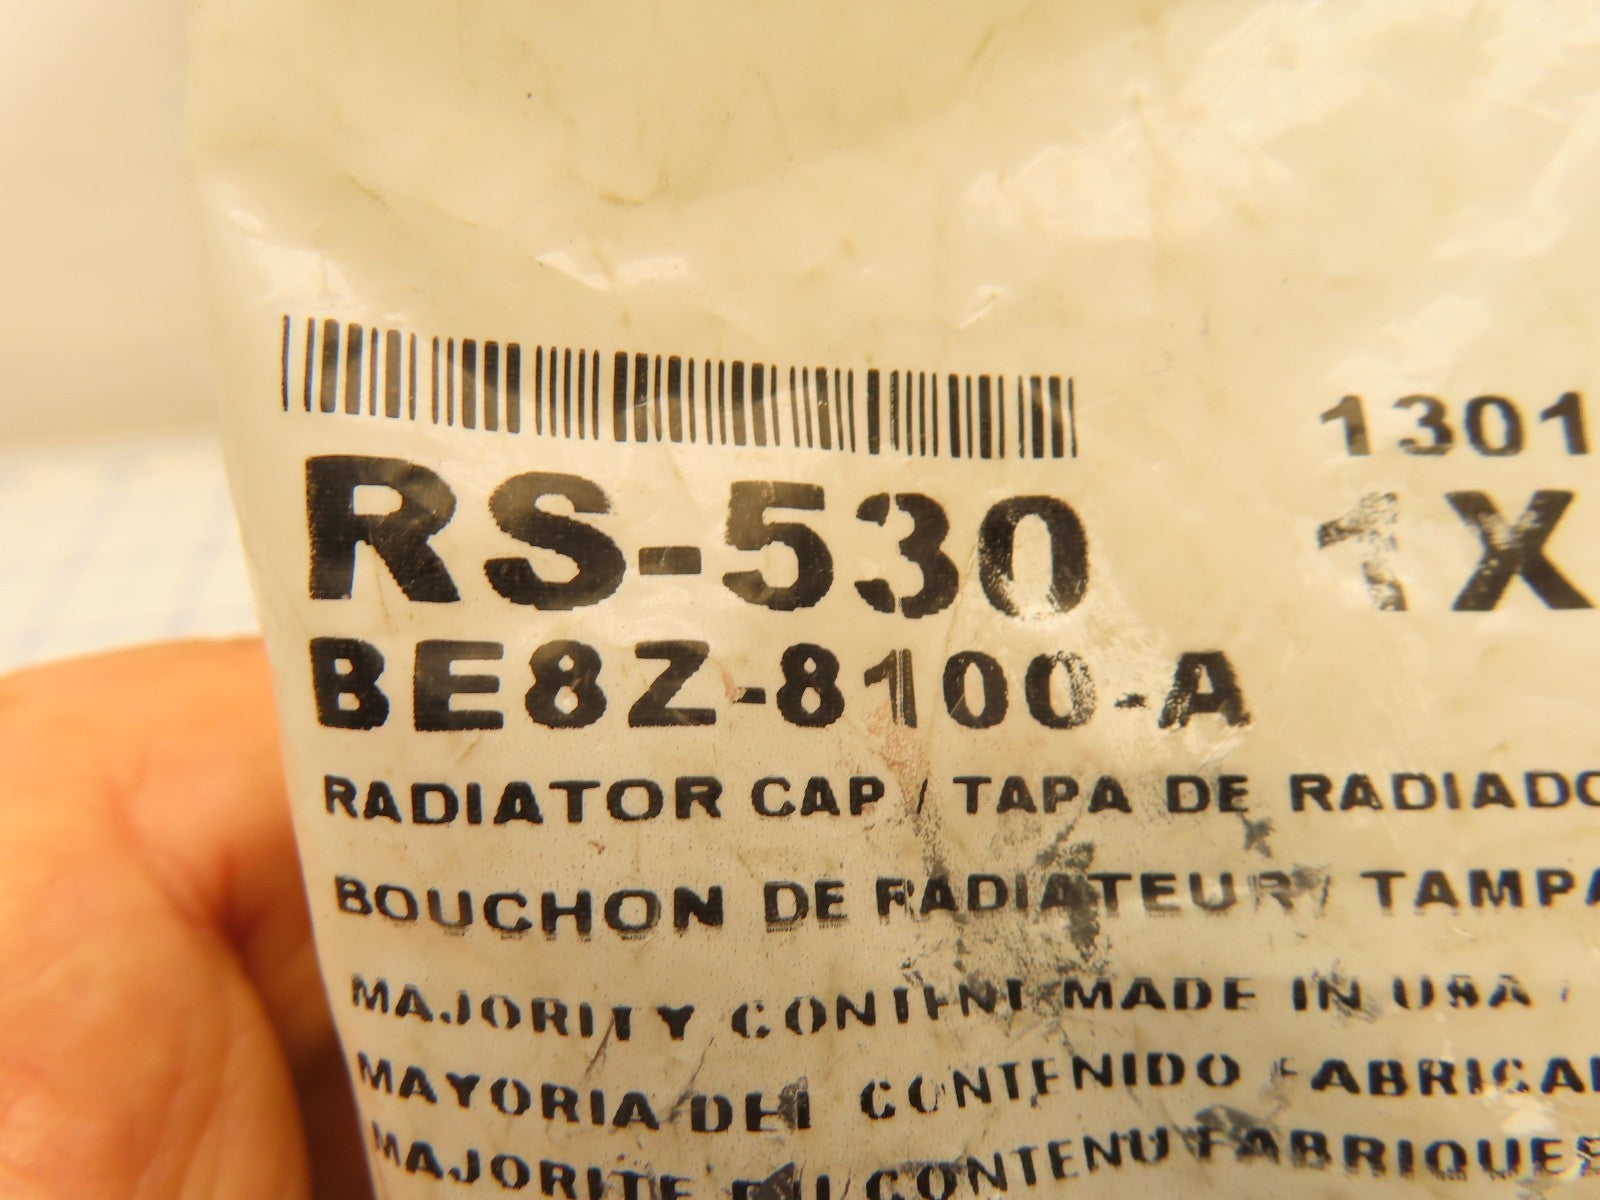 1301
RS-530 1X
BE8Z-8100-A
RADIATOR CAP / TAPA DE RADIADO
BOUCHON DE RADIATEUR / TAMPA
MAJORITY CONTENT MADE IN USA /
MAYORIA DEL CONTENIDO FABRICA
MAJORITE DU CONTENU FABRIQUE